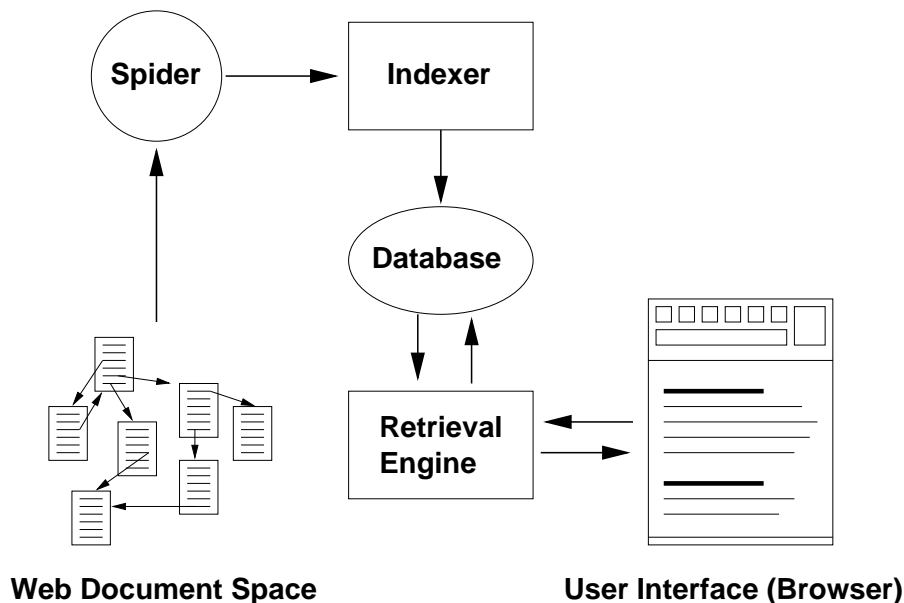 Spider
Indexer
Database
Retrieval
Engine
Web Document Space
User Interface (Browser)